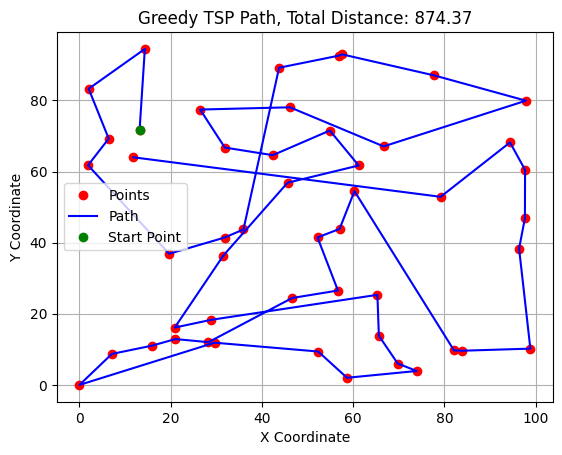 Greedy TSP Path, Total Distance: 874.37
Y Coordinate
80
60
40
20
0
Points
Path
Start Point
0 20 40 60 80 100
X Coordinate